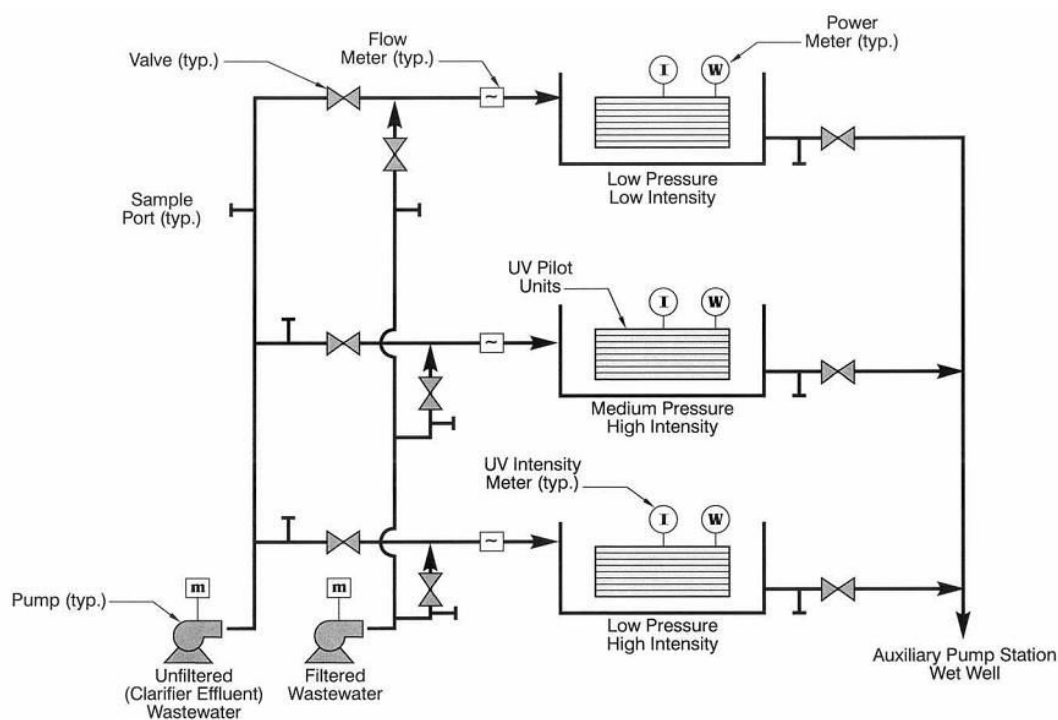 Flow
Meter (typ.)
Valve (typ.)
Power
Meter (typ.)
I
W
~
Low Pressure
Low Intensity
Sample
Port (typ.)
UV Pilot
Units
I
W
~
Medium Pressure
High Intensity
UV Intensity
Meter (typ.)
I
W
~
m
m
Pump (typ.)
Low Pressure
High Intensity
Unfiltered
(Clarifier Effluent)
Wastewater
Filtered
Wastewater
Auxiliary Pump Station
Wet Well